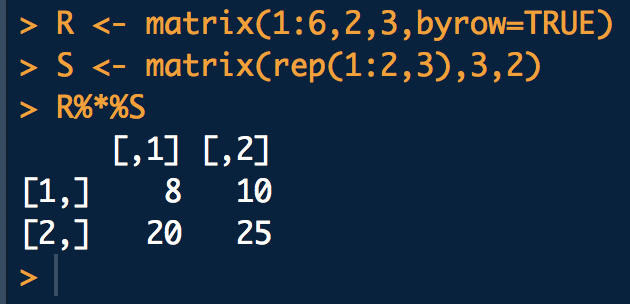 > R <- matrix(1:6,2,3,byrow=TRUE)
> S <- matrix(rep(1:2,3),3,2)
> R%*%S
     [,1] [,2]
[1,]    8   10
[2,]   20   25
>